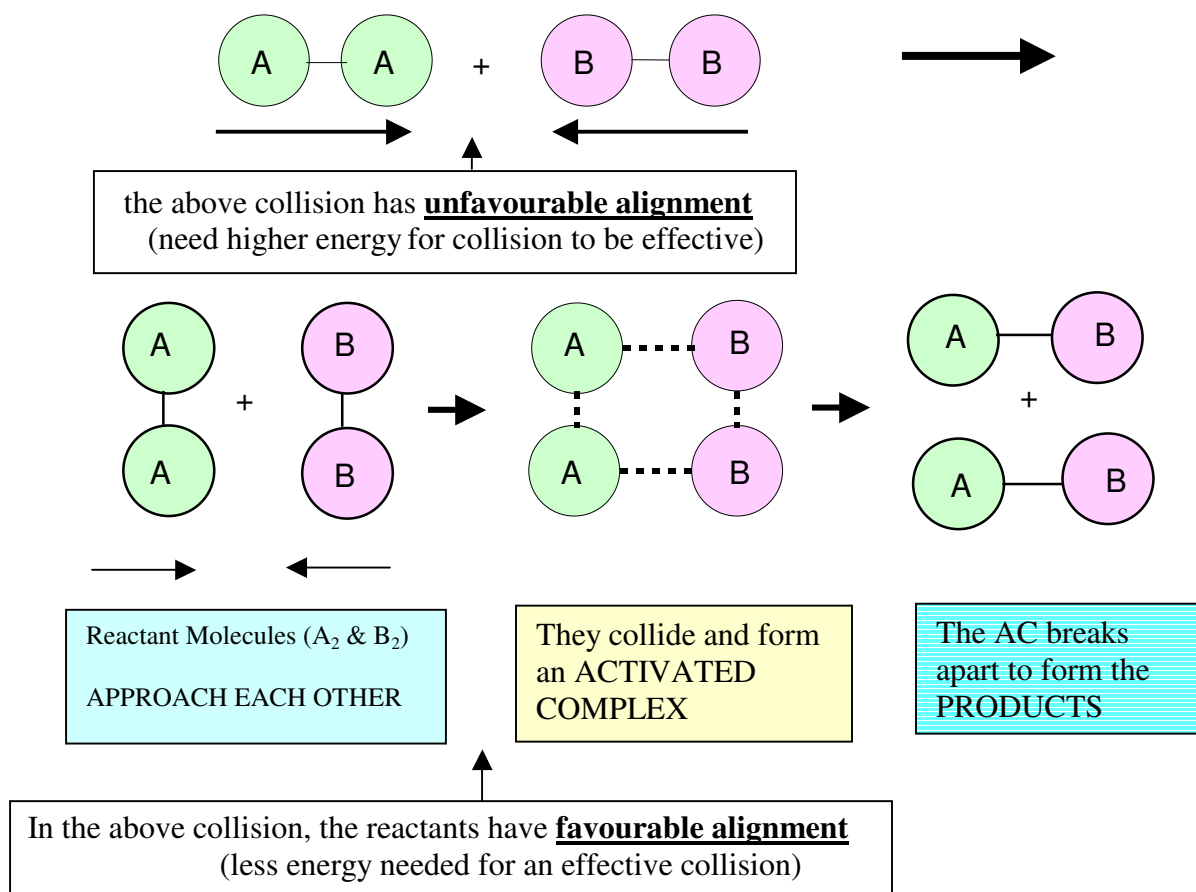 A A + B B
the above collision has unfavourable alignment
(need higher energy for collision to be effective)
A B A B A B
+ +
A B A B A B
Reactant Molecules (A₂ & B₂)
APPROACH EACH OTHER
They collide and form
an ACTIVATED
COMPLEX
The AC breaks
apart to form the
PRODUCTS
In the above collision, the reactants have favourable alignment
(less energy needed for an effective collision)